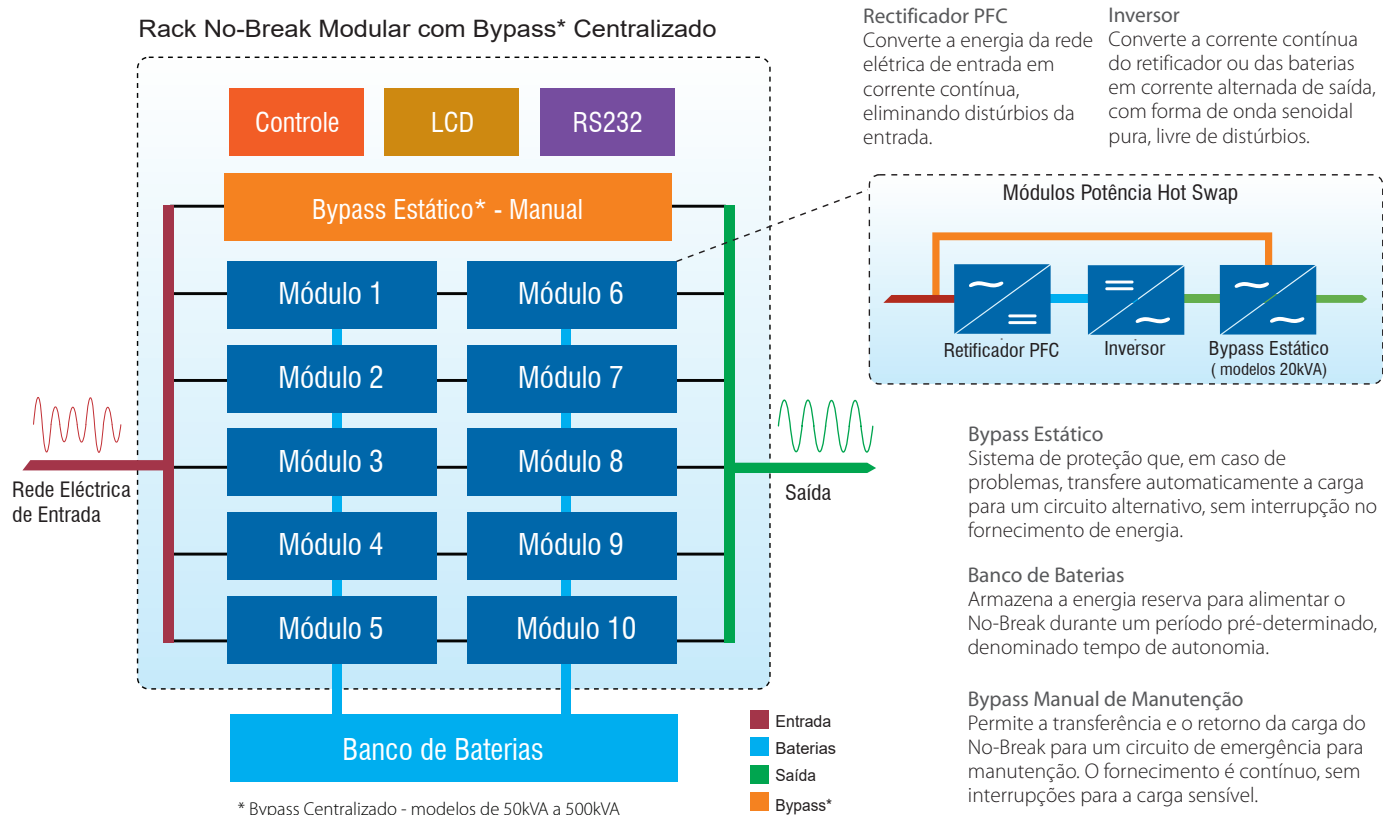 Rack No-Break Modular com Bypass* Centralizado
Controle
LCD
RS232
Bypass Estático* - Manual
Módulo 1
Módulo 6
Módulo 2
Módulo 7
Módulo 3
Módulo 8
Módulo 4
Módulo 9
Módulo 5
Módulo 10
Rede Eléctrica
de Entrada
Saída
Banco de Baterias
Entrada
Baterias
Saída
Bypass*
* Bypass Centralizado - modelos de 50kVA a 500kVA
Rectificador PFC
Converte a energia da rede
elétrica de entrada em
corrente contínua,
eliminando distúrbios da
entrada.
Inversor
Converte a corrente contínua
do retificador ou das baterias
em corrente alternada de saída,
com forma de onda senoidal
pura, livre de distúrbios.
Módulos Potência Hot Swap
Retificador PFC
Inversor
Bypass Estático
( modelos 20kVA)
Bypass Estático
Sistema de proteção que, em caso de
problemas, transfere automaticamente a carga
para um circuito alternativo, sem interrupção no
fornecimento de energia.
Banco de Baterias
Armazena a energia reserva para alimentar o
No-Break durante um período pré-determinado,
denominado tempo de autonomia.
Bypass Manual de Manutenção
Permite a transferência e o retorno da carga do
No-Break para um circuito de emergência para
manutenção. O fornecimento é contínuo, sem
interrupções para a carga sensível.